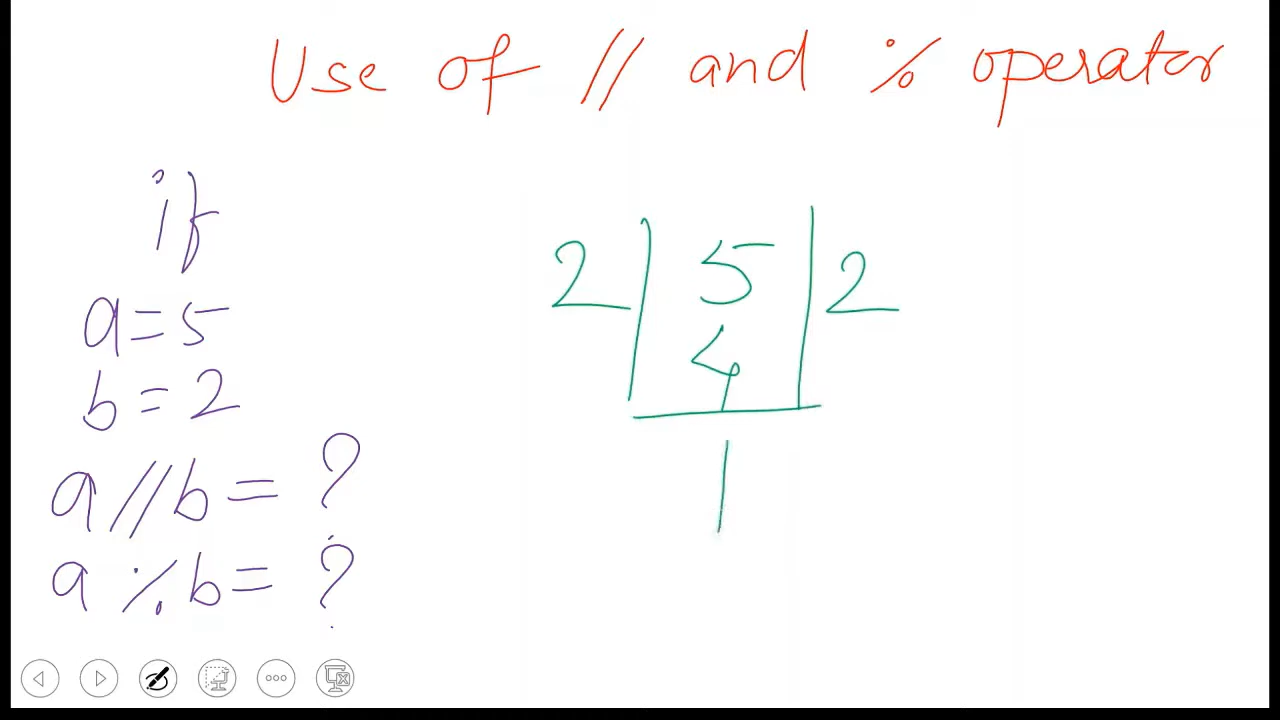 Use of // and % operator
if
a=5
b=2
a//b=?
a%b=?
2 5 2
4
1